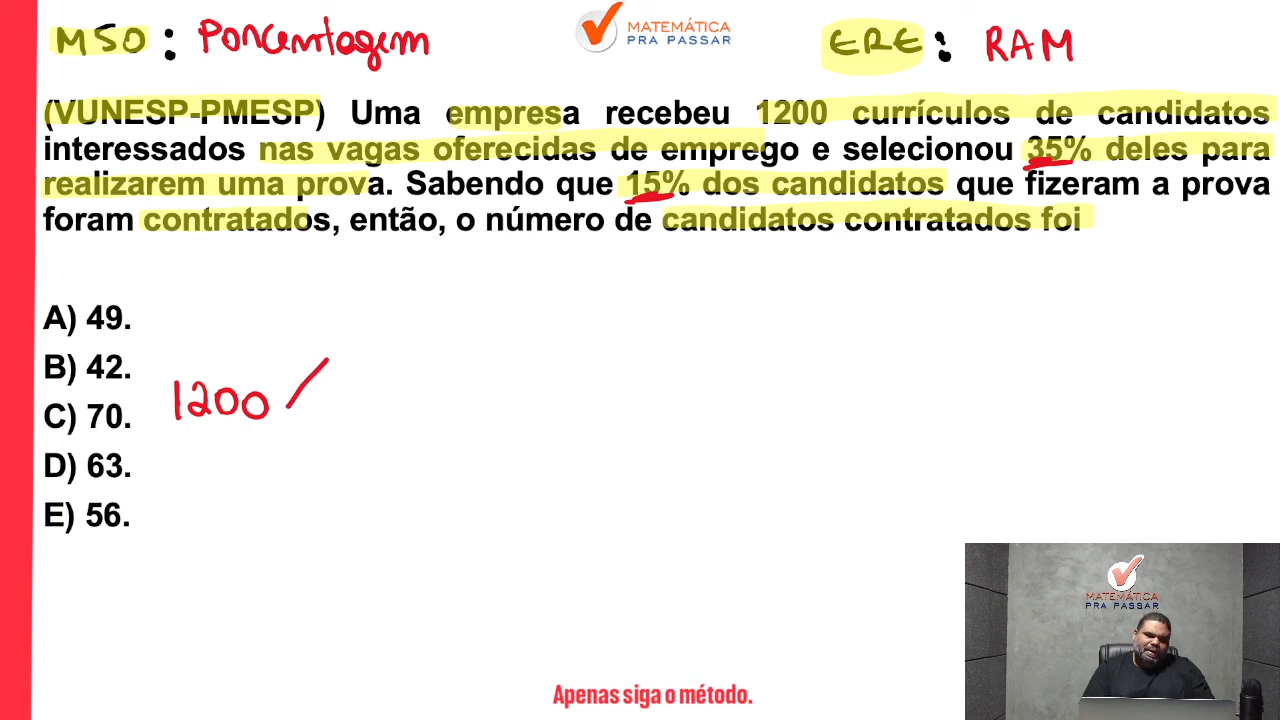 M50 : Porcentagem
MATEMÁTICA
PRA PASSAR
ERE : RAM
(VUNESP-PMESP) Uma empresa recebeu 1200 currículos de candidatos
interessados nas vagas oferecidas de emprego e selecionou 35% deles para
realizarem uma prova. Sabendo que 15% dos candidatos que fizeram a prova
foram contratados, então, o número de candidatos contratados foi
A) 49.
B) 42.
C) 70.
D) 63.
E) 56.
1200 /
MATEMÁTICA
PRA PASSAR
Apenas siga o método.